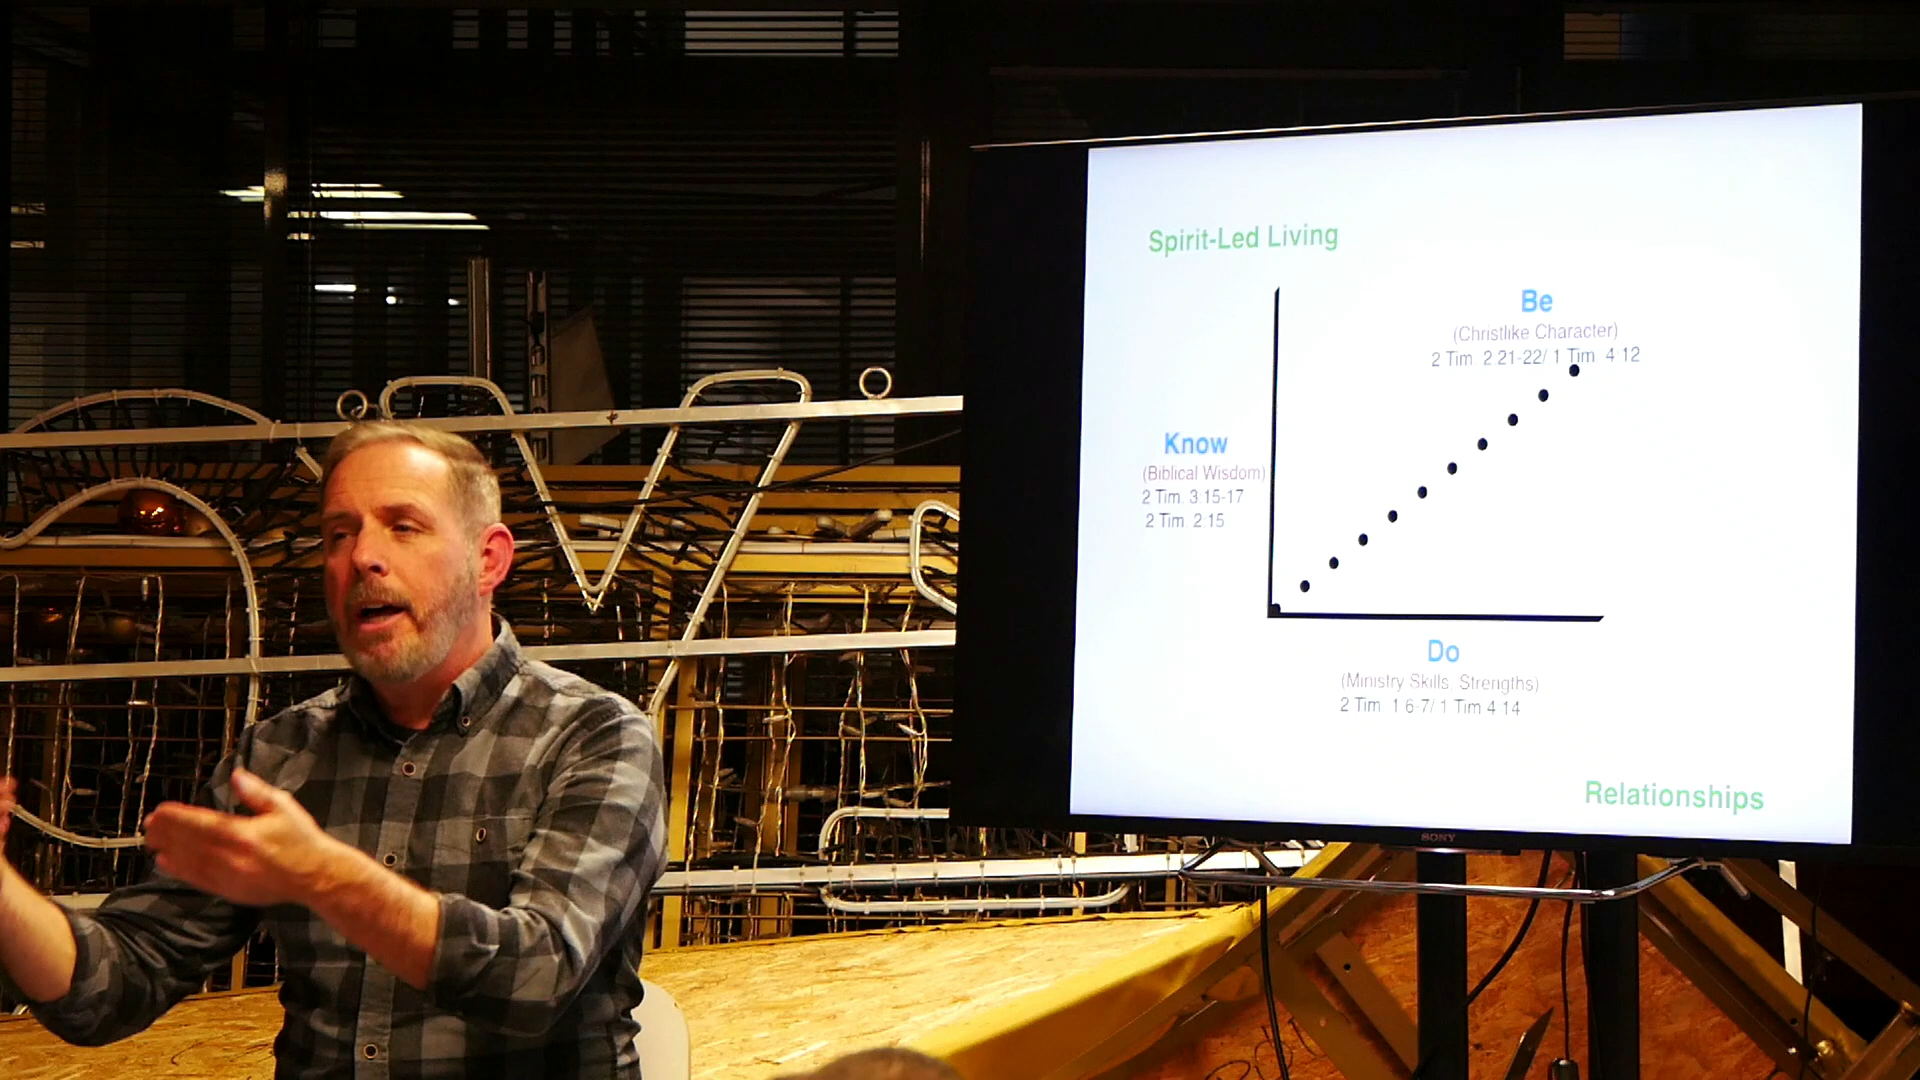 Spirit-Led Living
Be
(Christlike Character)
2 Tim. 2:21-22/ 1 Tim. 4:12
Know
(Biblical Wisdom)
2 Tim. 3:15-17
2 Tim. 2:15
Do
(Ministry Skills, Strengths)
2 Tim. 1:6-7/ 1 Tim 4:14
Relationships
SONY